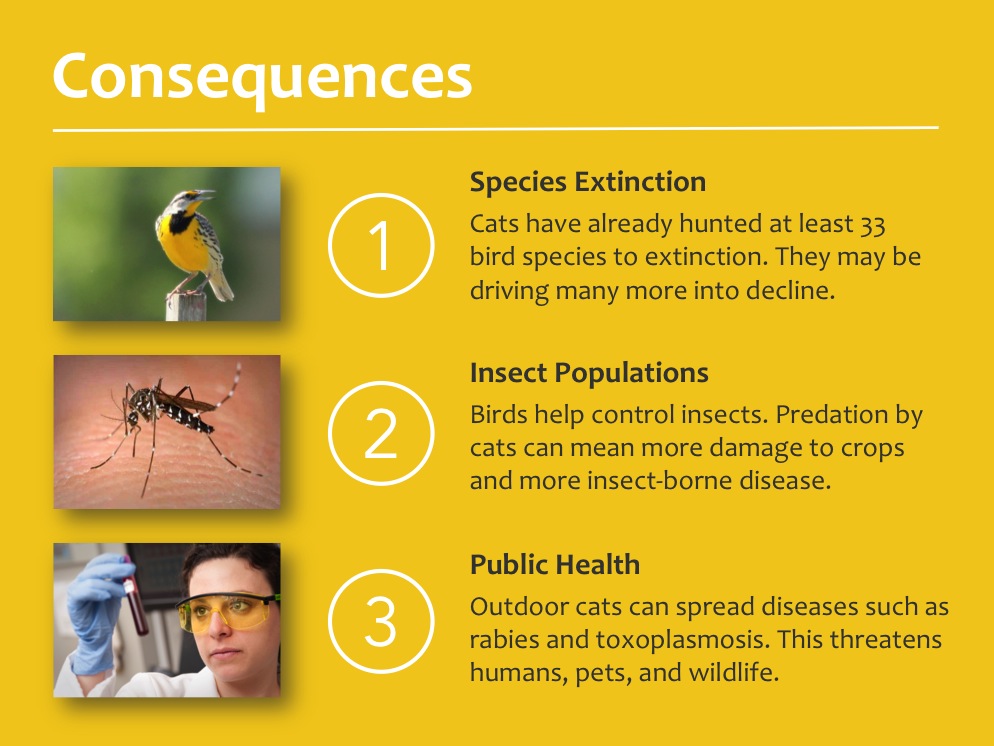 Consequences
1
Species Extinction
Cats have already hunted at least 33
bird species to extinction. They may be
driving many more into decline.
2
Insect Populations
Birds help control insects. Predation by
cats can mean more damage to crops
and more insect-borne disease.
3
Public Health
Outdoor cats can spread diseases such as
rabies and toxoplasmosis. This threatens
humans, pets, and wildlife.